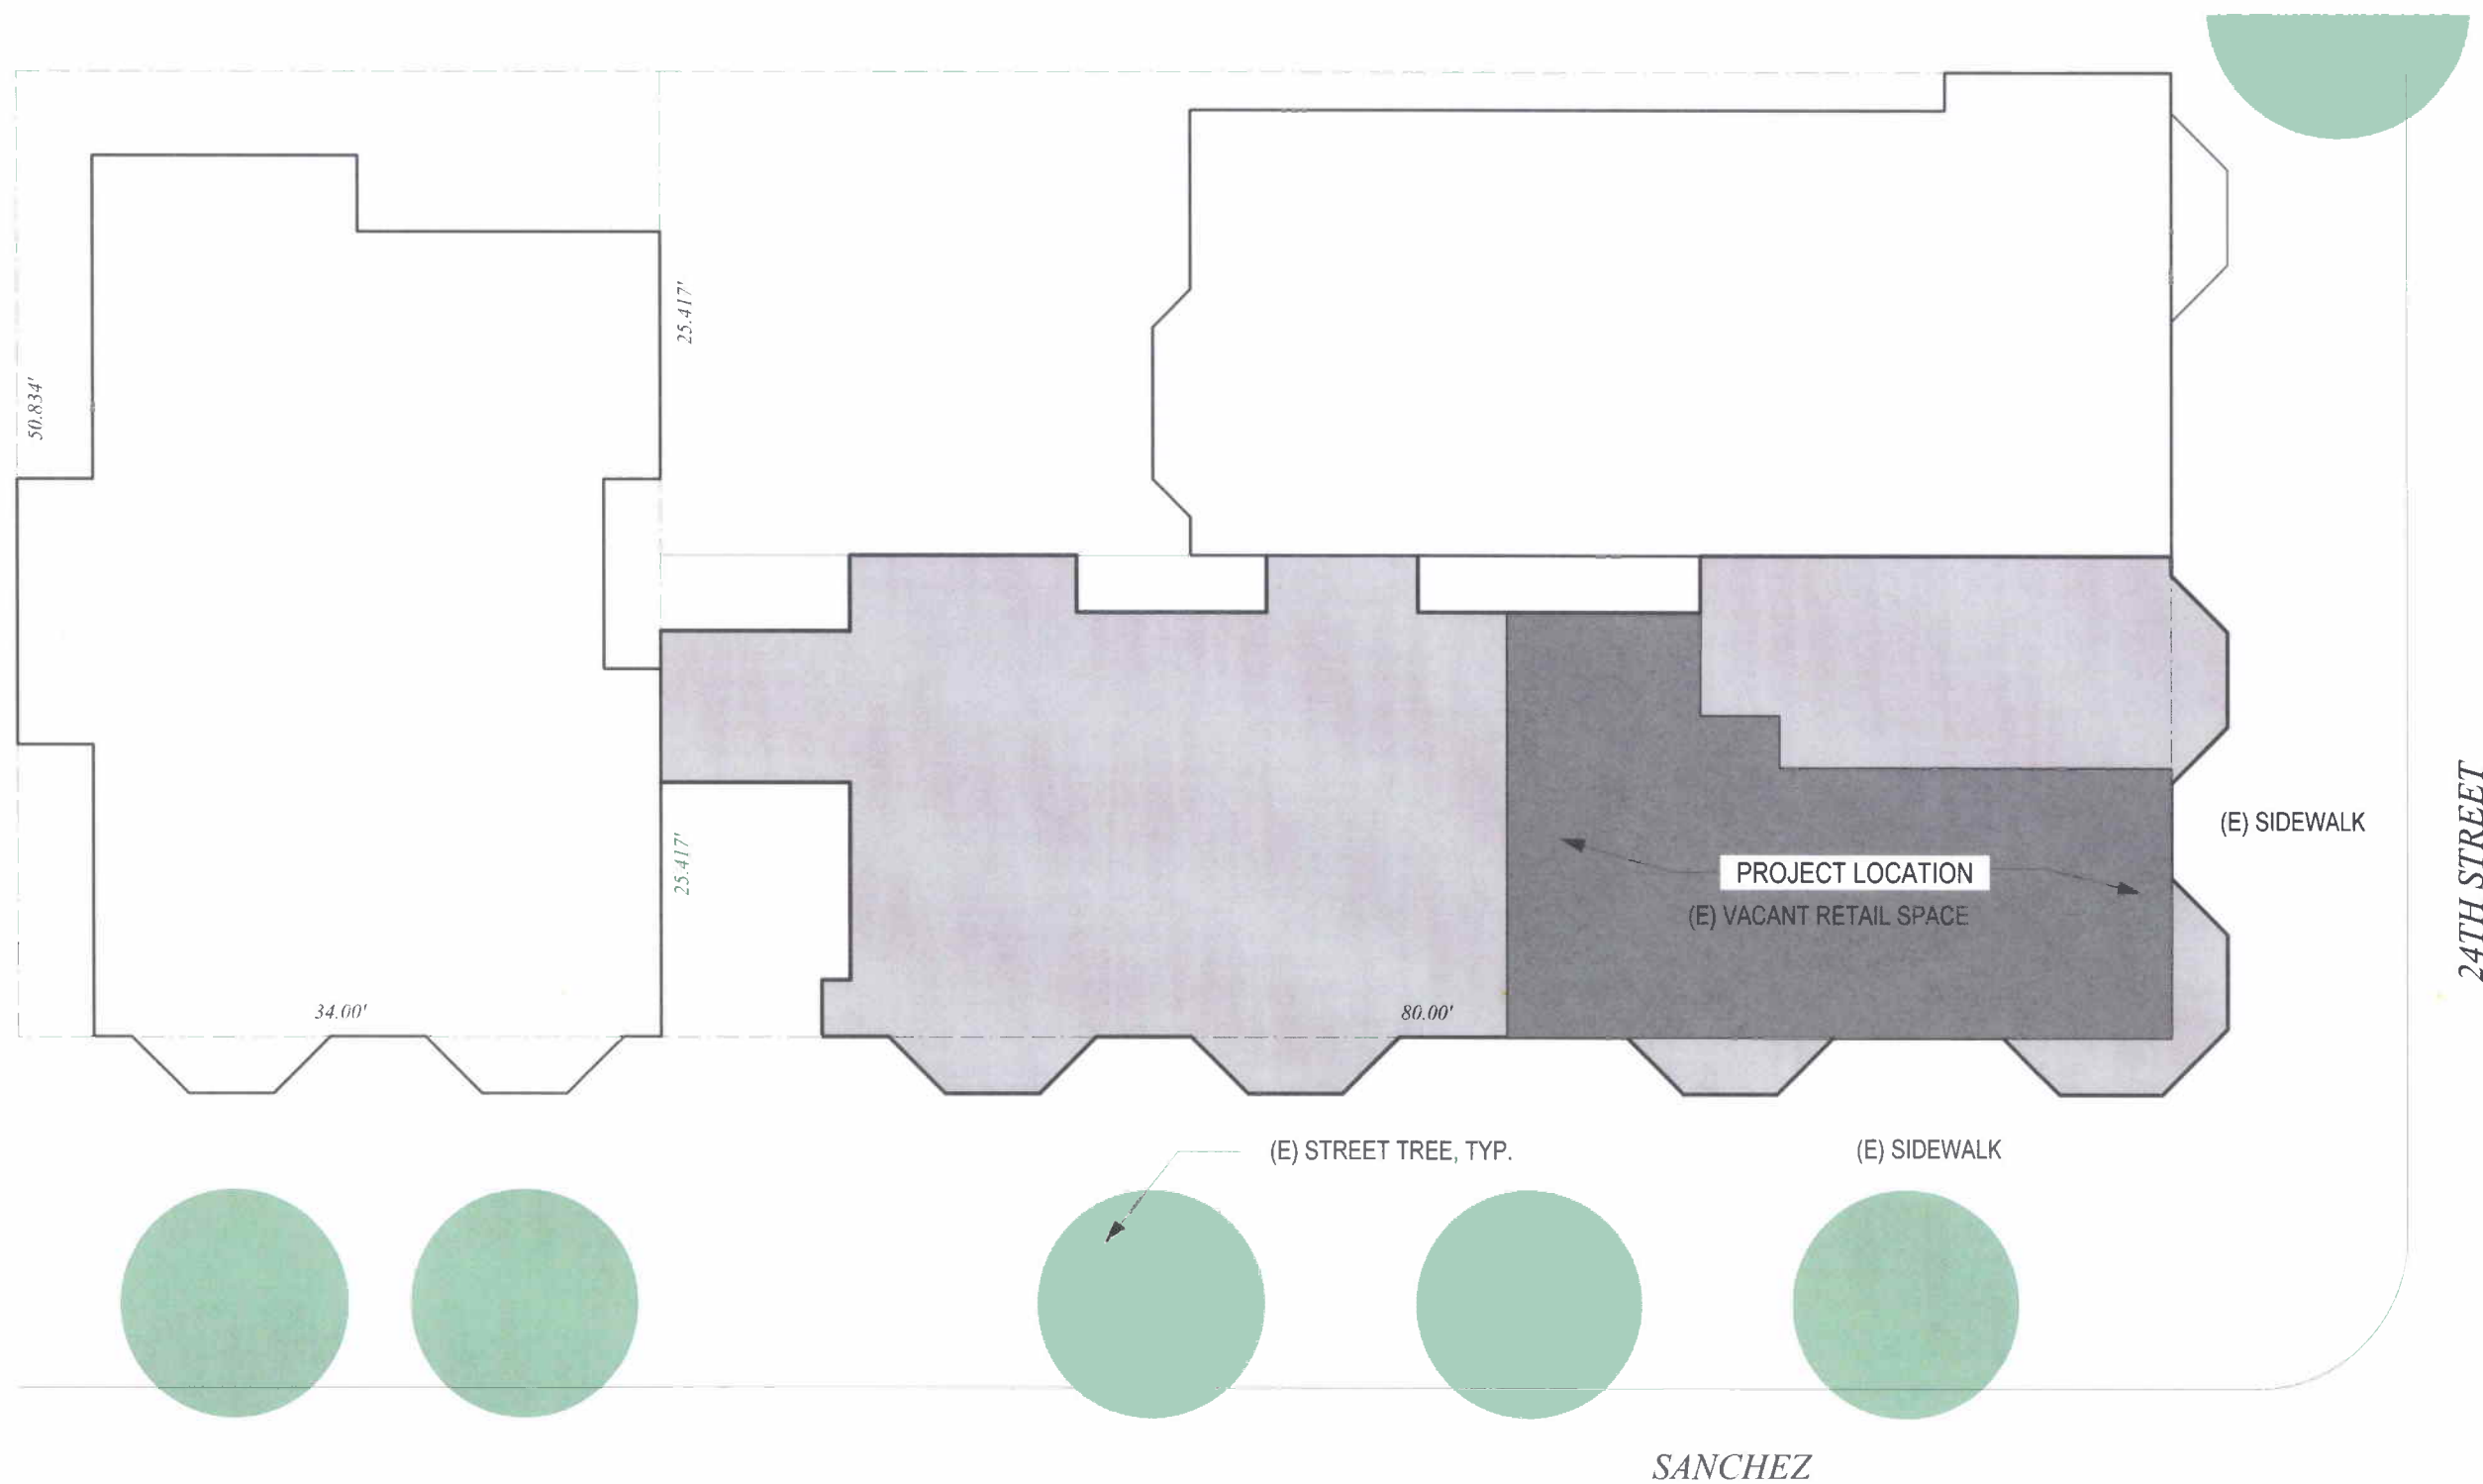 25.417'
50.834'
24TH STREET
(E) SIDEWALK
25.417'
PROJECT LOCATION
(E) VACANT RETAIL SPACE
34.00'
80.00'
(E) STREET TREE, TYP.
(E) SIDEWALK
SANCHEZ